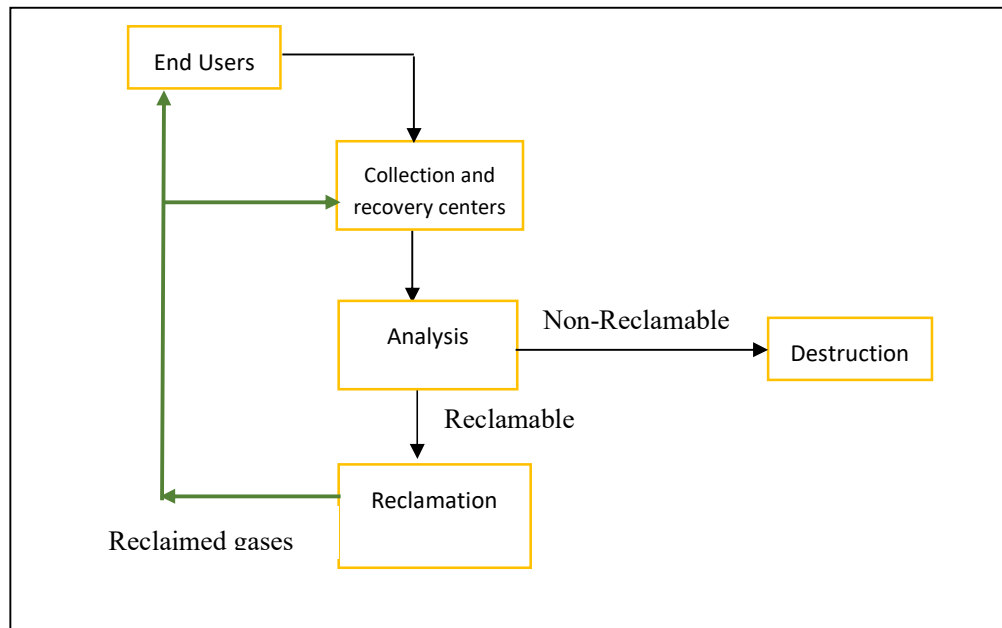 End Users
Collection and
recovery centers
Analysis
Non-Reclamable
Destruction
Reclamable
Reclamation
Reclaimed gases